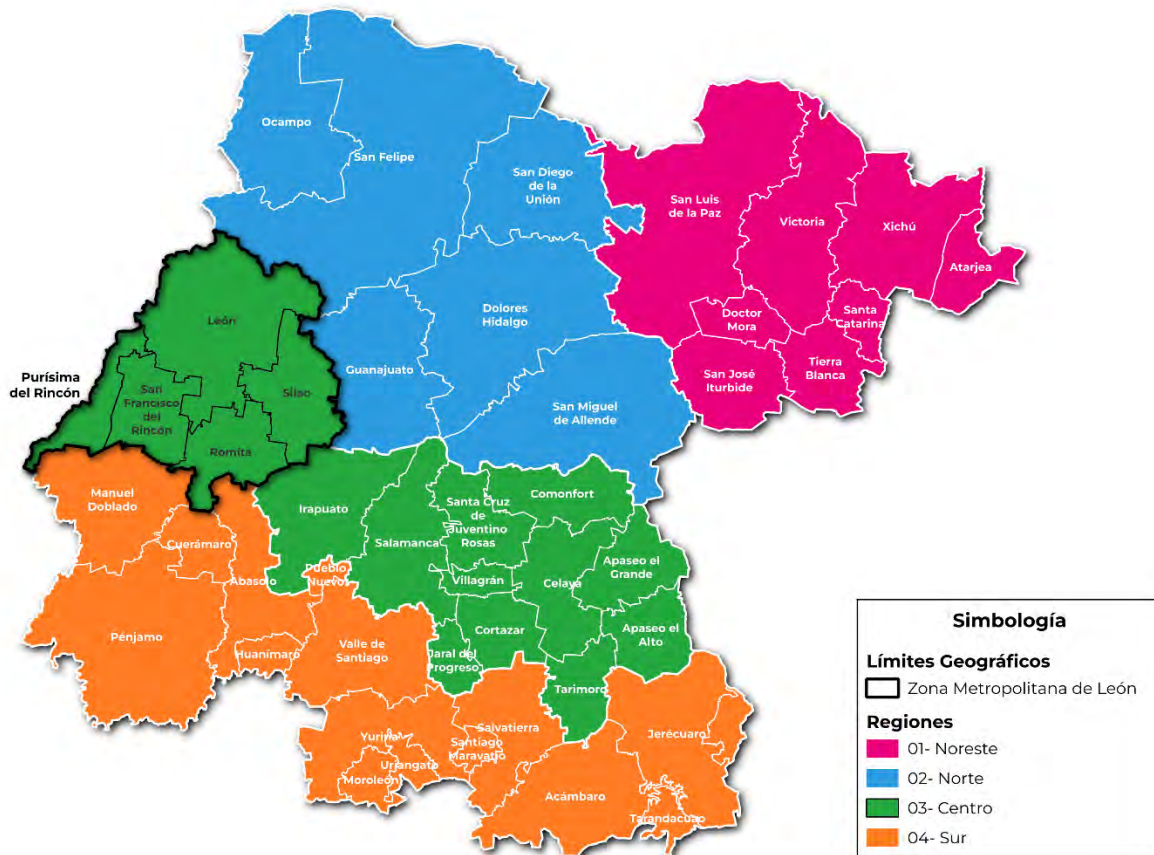 Ocampo
San Felipe
San Diego
de la
Unión
San Luis
de la Paz
Victoria
Xichú
Atarjea
Dolores
Hidalgo
Doctor
Mora
Santa
Catarina
León
Guanajuato
San José
Iturbide
Tierra
Blanca
Purísima
del Rincón
San
Francisco
del
Rincón
Silao
San Miguel
de Allende
Romita
Manuel
Doblado
Irapuato
Santa Cruz
de
Juventino
Rosas
Comonfort
Cuerámaro
Salamanca
Apaseo el
Grande
Abasolo
Pueblo
Nuevo
Villagrán
Celaya
Pénjamo
Cortazar
Apaseo el
Alto
Huanímaro
Valle de
Santiago
Jaral del
Progreso
Tarimoro
Yuriria
Salvatierra
Jerécuaro
Santiago
Maravatío
Uriangato
Moroleón
Acámbaro
Tarandacuao
Simbología
Límites Geográficos
Zona Metropolitana de León
Regiones
01- Noreste
02- Norte
03- Centro
04- Sur